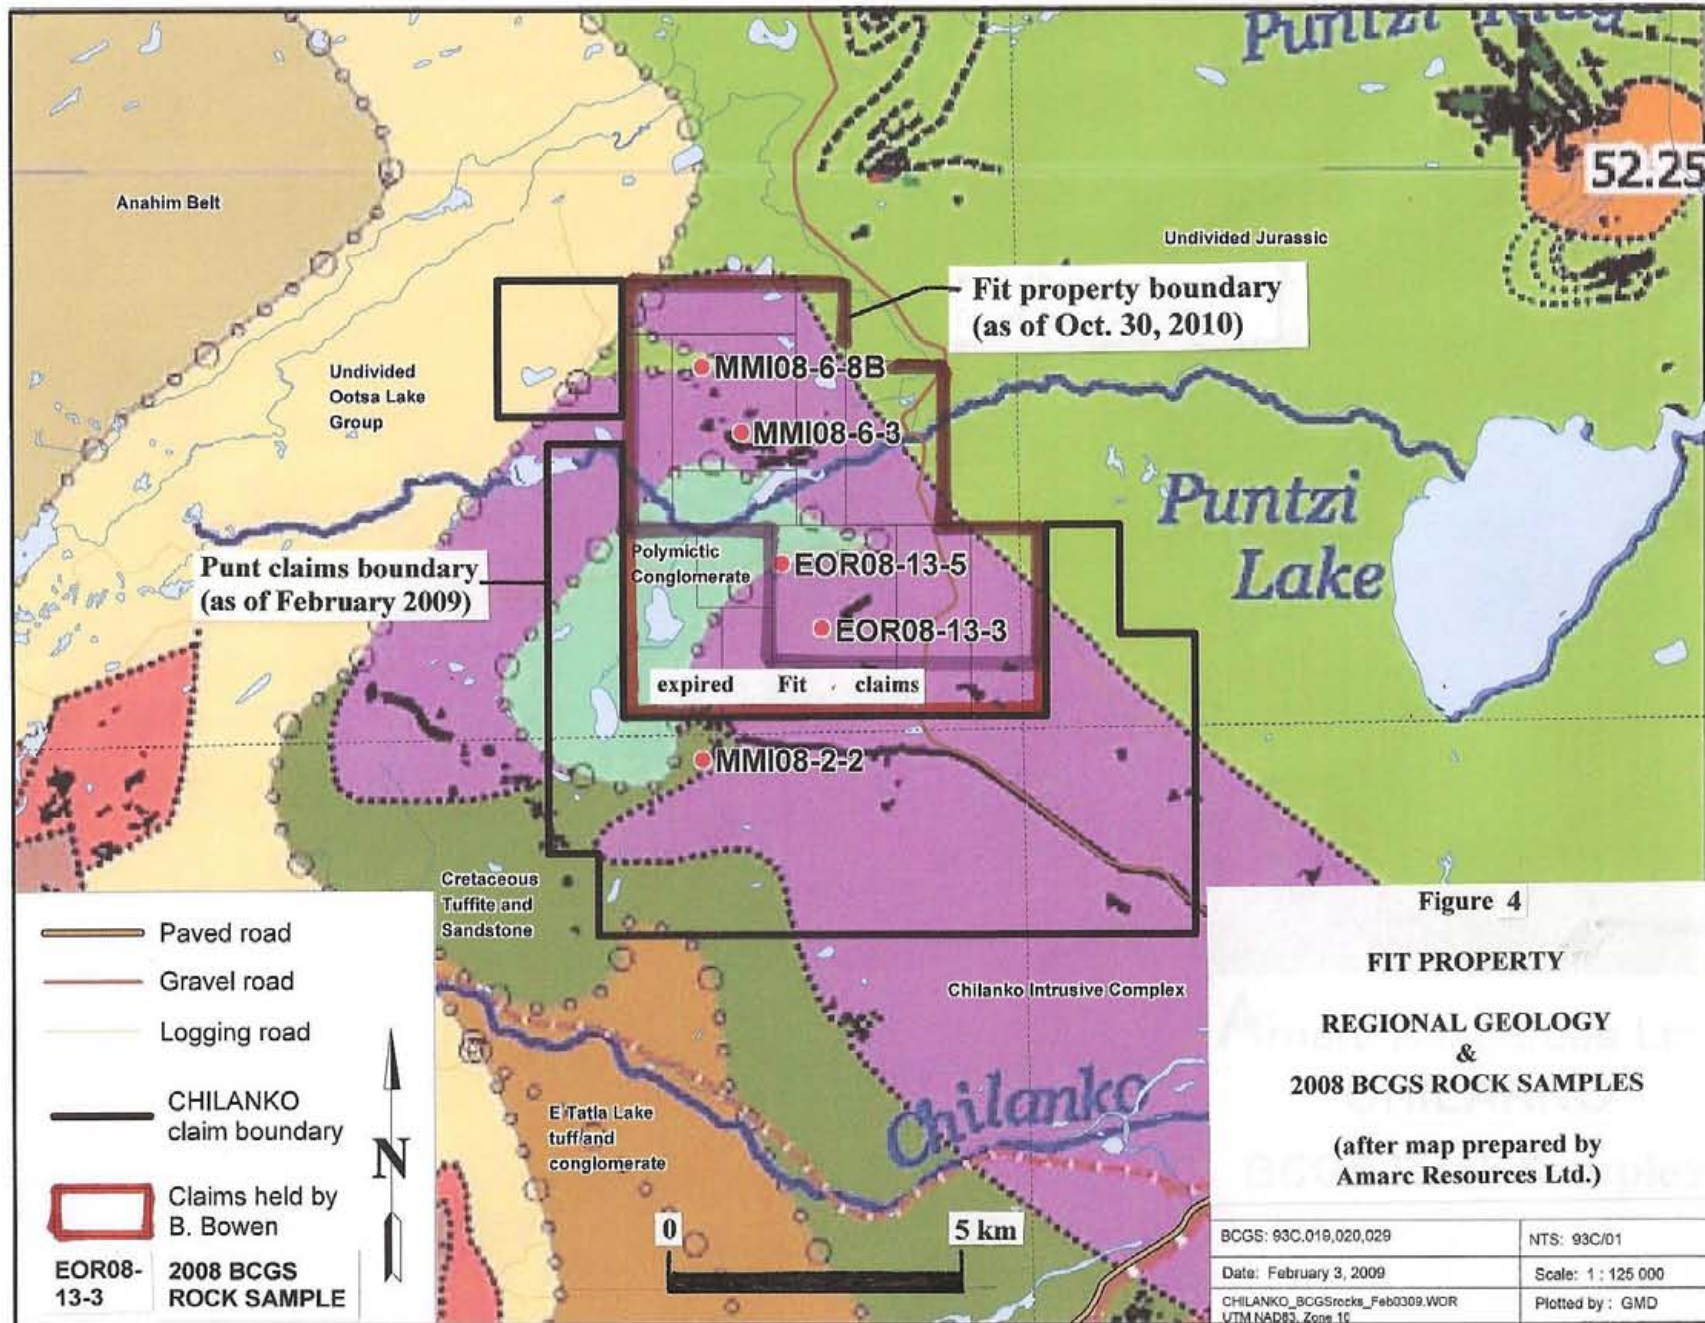 Puntzi
52.25
Anahim Belt
Undivided Jurassic
Fit property boundary
(as of Oct. 30, 2010)
Undivided
Ootsa Lake
Group
MMI08-6-8B
MMI08-6-3
Puntzi
Lake
Punt claims boundary
(as of February 2009)
Polymictic
Conglomerate
EOR08-13-5
EOR08-13-3
expired Fit claims
MMI08-2-2
Cretaceous
Tuffite and
Sandstone
Chilanko Intrusive Complex
E Tatla Lake
tuff and
conglomerate
Chilanko
0 5 km
Paved road
Gravel road
Logging road
CHILANKO
claim boundary
N
Claims held by
B. Bowen
EOR08-
13-3
2008 BCGS
ROCK SAMPLE
Figure 4
FIT PROPERTY
REGIONAL GEOLOGY
&
2008 BCGS ROCK SAMPLES
(after map prepared by
Amarc Resources Ltd.)
BCGS: 93C.019,020,029
NTS: 93C/01
Date: February 3, 2009
Scale: 1 : 125 000
CHILANKO_BCGSrocks_Feb0309.WOR
UTM NAD83, Zone 10
Plotted by : GMD